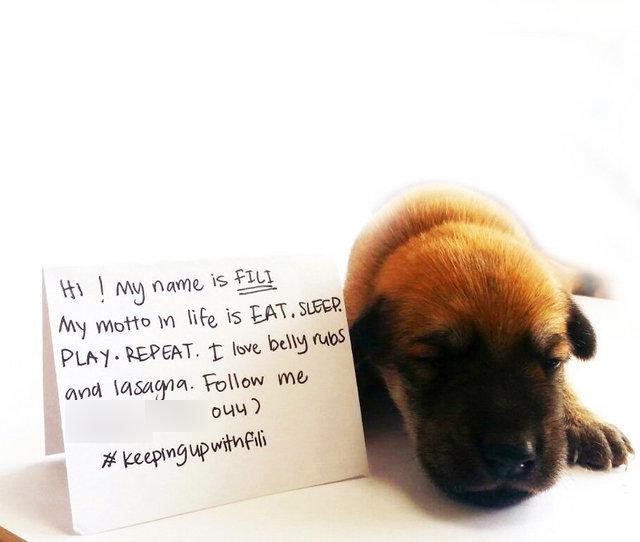 Hi ! My name is FILI
My motto in life is EAT. SLEEP.
PLAY. REPEAT. I love belly rubs
and lasagna. Follow me
044)
# keepingupwithfili